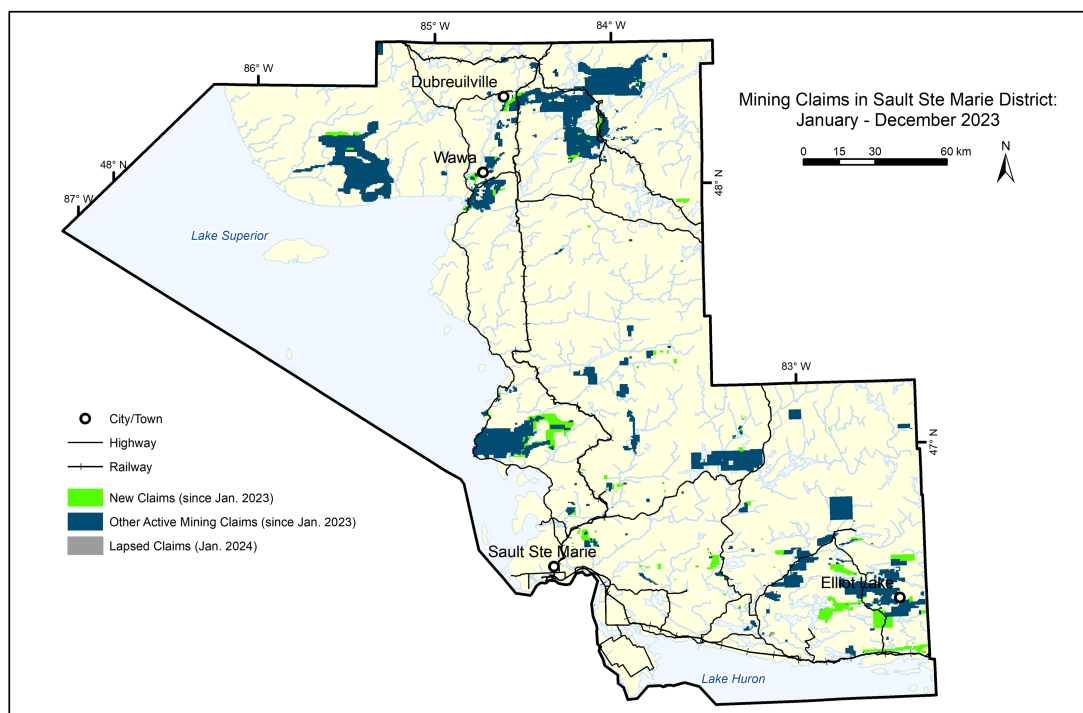 85° W
84° W
86° W
Dubreuilville
Mining Claims in Sault Ste Marie District:
January - December 2023
0 15 30 60 km
N
Wawa
48° N
48° N
87° W
Lake Superior
83° W
City/Town
Highway
47° N
Railway
New Claims (since Jan. 2023)
Other Active Mining Claims (since Jan. 2023)
Lapsed Claims (Jan. 2024)
Sault Ste Marie
Elliot Lake
Lake Huron